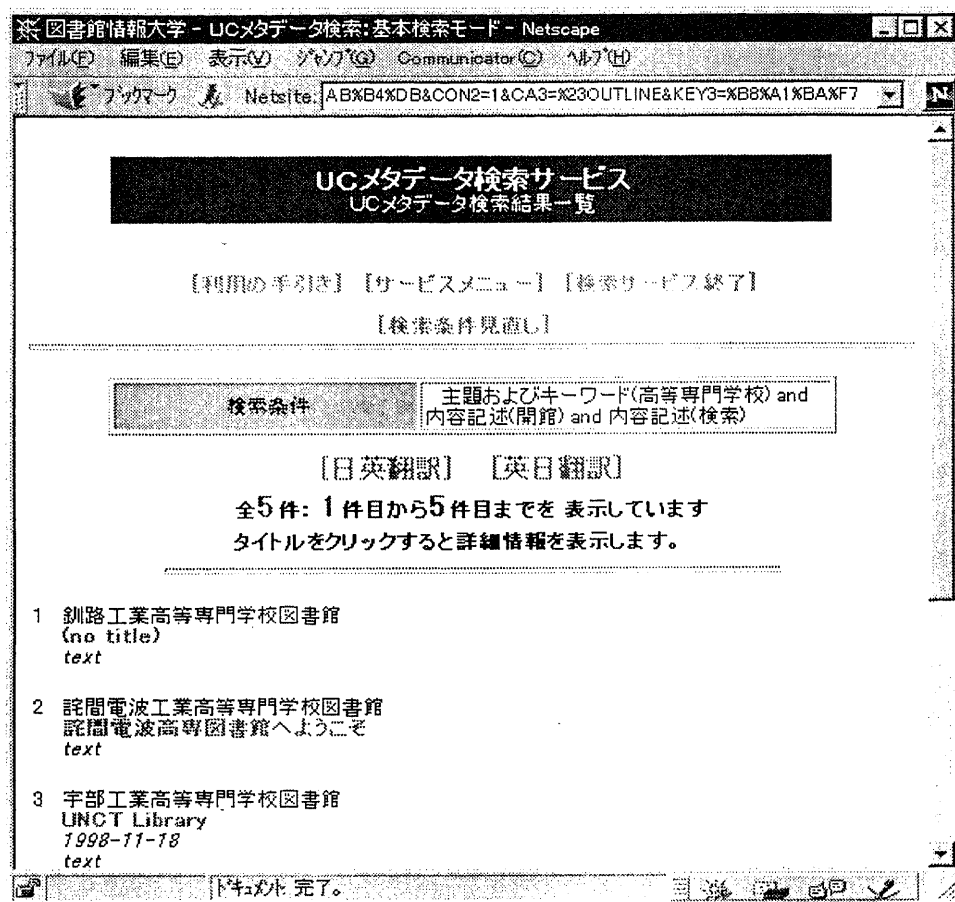 図書館情報大学 - UCメタデータ検索:基本検索モード - Netscape
ファイル(F) 編集(E) 表示(V) ジャンプ(G) Communicator(C) ヘルプ(H)
ブックマーク Netsite: AB%B4%DB&CON2=1&CA3=%23OUTLINE&KEY3=%B8%A1%BA%F7
UCメタデータ検索サービス
UCメタデータ検索結果一覧
[利用の手引き] [サービスメニュー] [検索サービス終了]
[検索条件見直し]
検索条件 主題およびキーワード(高等専門学校) and
内容記述(開館) and 内容記述(検索)
[日英翻訳] [英日翻訳]
全5件: 1件目から5件目までを 表示しています
タイトルをクリックすると詳細情報を表示します。
1 釧路工業高等専門学校図書館
(no title)
text
2 詫間電波工業高等専門学校図書館
詫間電波高専図書館へようこそ
text
3 宇部工業高等専門学校図書館
UNCT Library
1998-11-18
text
ドキュメント 完了。